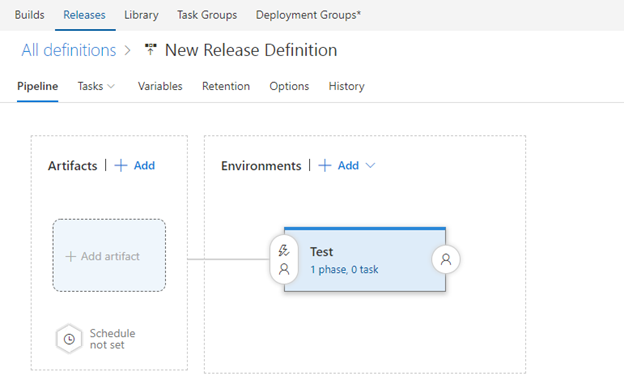 Builds Releases Library Task Groups Deployment Groups*
All definitions > New Release Definition
Pipeline Tasks Variables Retention Options History
Artifacts | + Add
Environments | + Add
+ Add artifact
Test
1 phase, 0 task
Schedule
not set